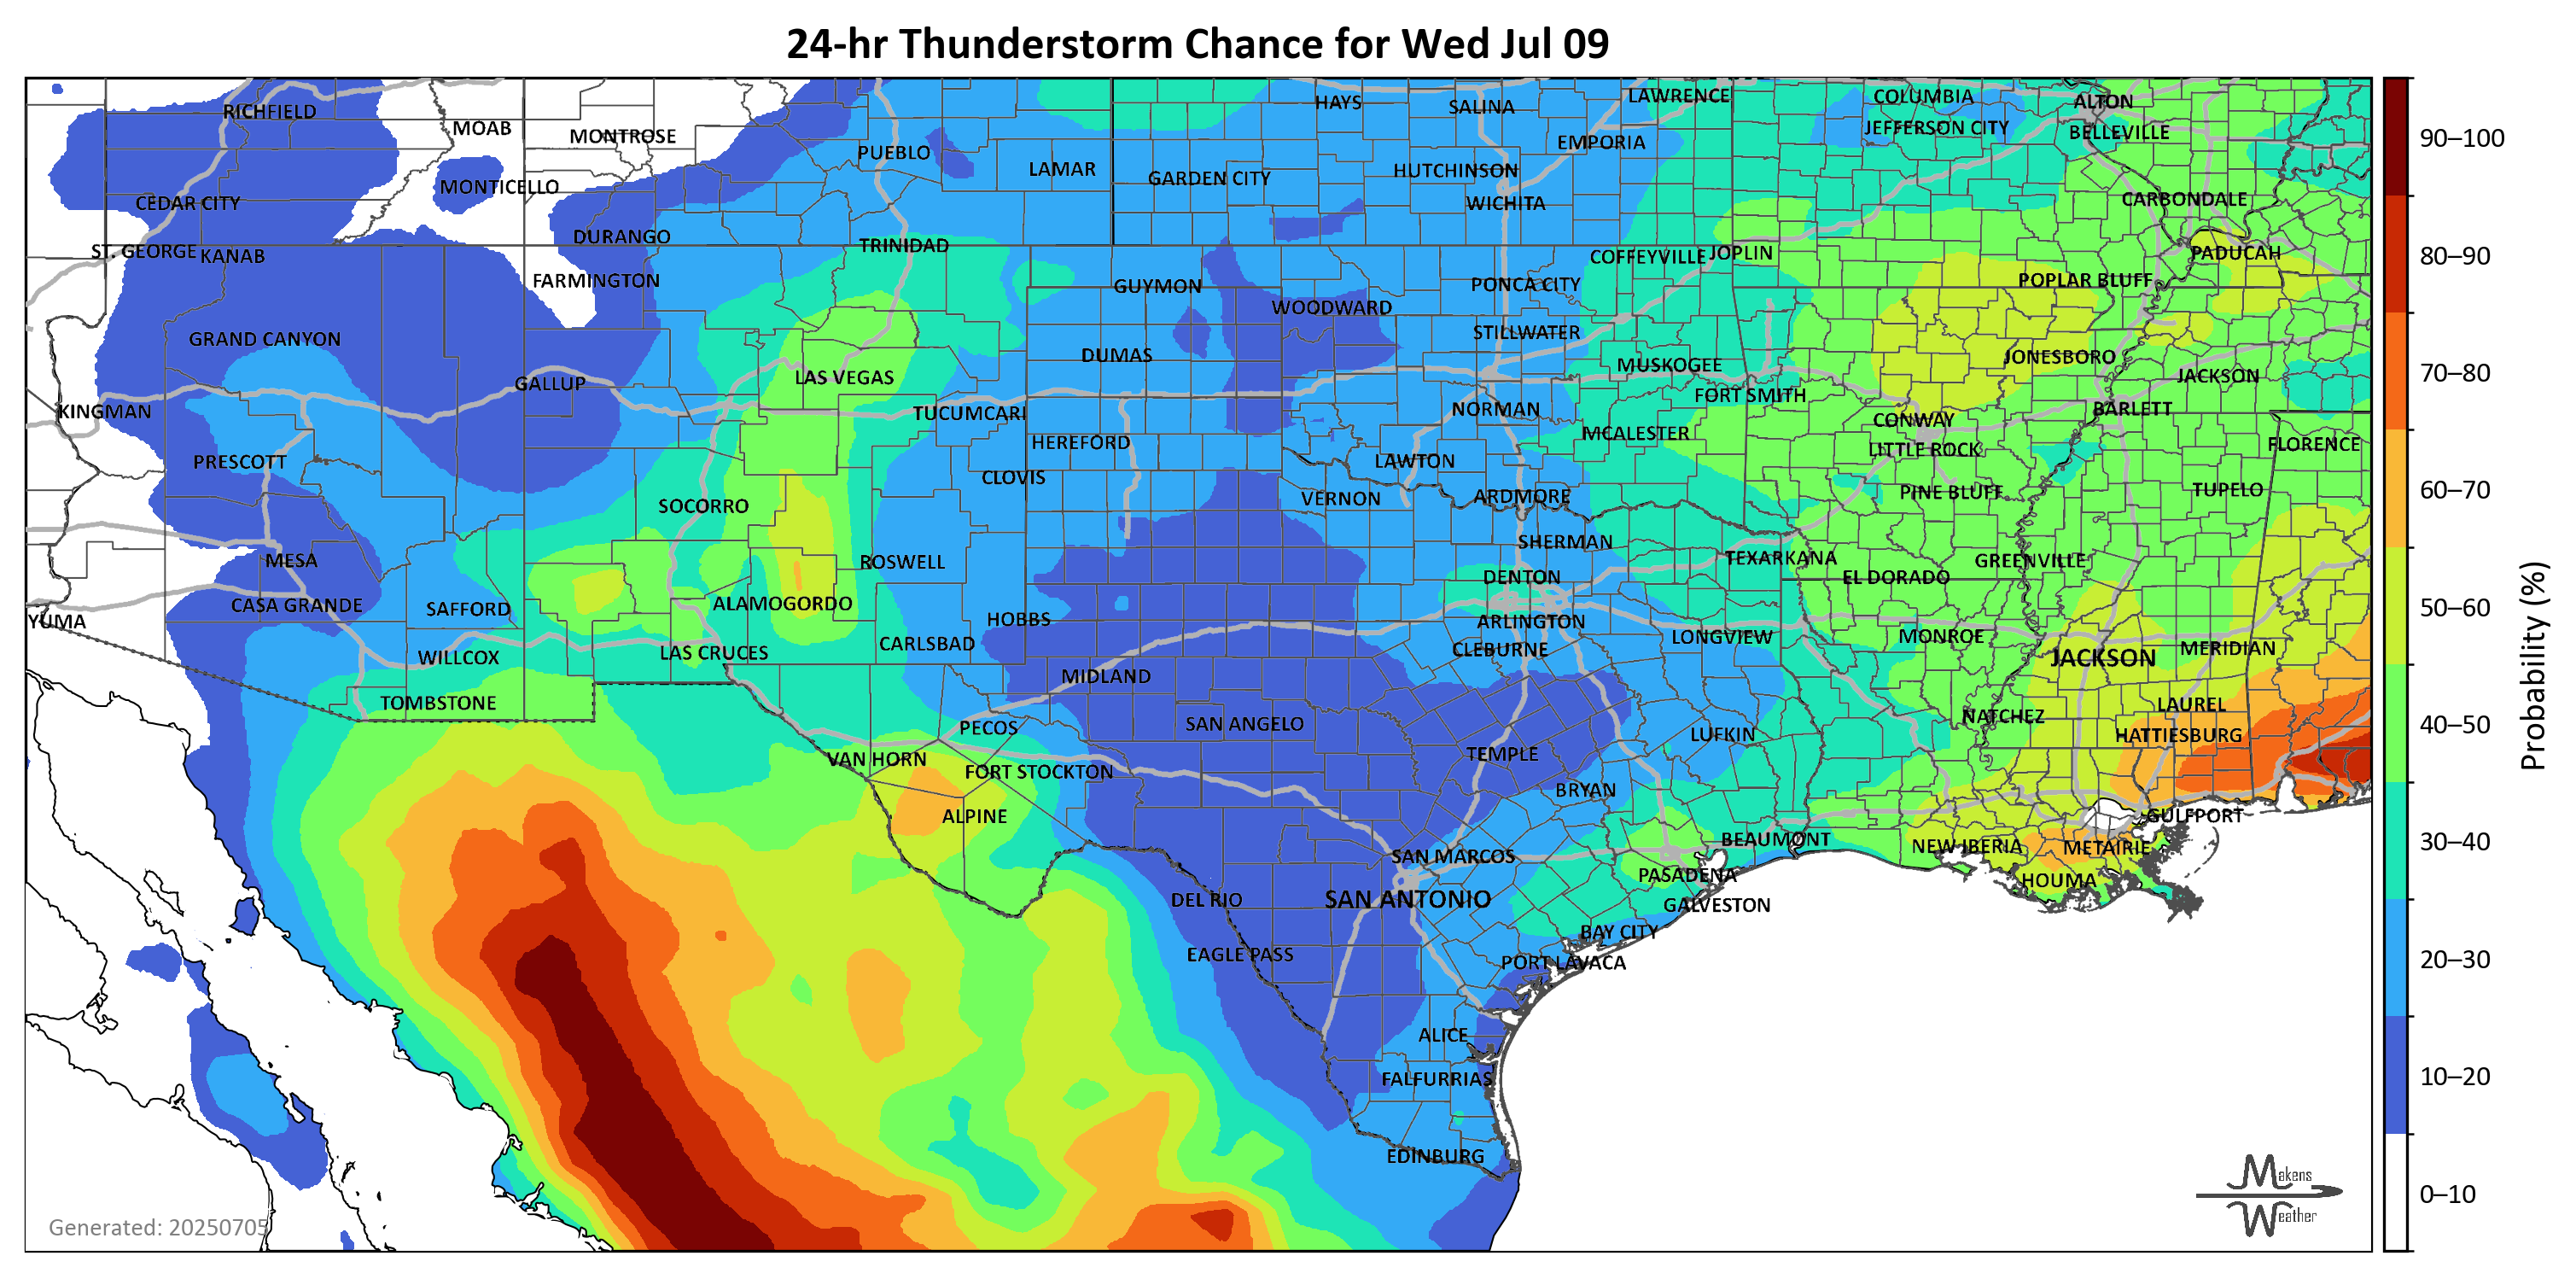 24-hr Thunderstorm Chance for Wed Jul 09
RICHFIELD
MOAB
MONTROSE
PUEBLO
LAMAR
HAYS
SALINA
LAWRENCE
COLUMBIA
ALTON
JEFFERSON CITY
BELLEVILLE
EMPORIA
HUTCHINSON
GARDEN CITY
MONTICELLO
CEDAR CITY
WICHITA
CARBONDALE
DURANGO
TRINIDAD
ST. GEORGE
KANAB
COFFEYVILLE
JOPLIN
PADUCAH
FARMINGTON
GUYMON
PONCA CITY
POPLAR BLUFF
WOODWARD
GRAND CANYON
STILLWATER
DUMAS
JONESBORO
MUSKOGEE
GALLUP
LAS VEGAS
JACKSON
FORT SMITH
KINGMAN
TUCUMCARI
NORMAN
BARLETT
CONWAY
HEREFORD
MCALESTER
LITTLE ROCK
FLORENCE
PRESCOTT
CLOVIS
LAWTON
VERNON
ARDMORE
PINE BLUFF
TUPELO
SOCORRO
SHERMAN
MESA
ROSWELL
TEXARKANA
GREENVILLE
DENTON
EL DORADO
CASA GRANDE
SAFFORD
ALAMOGORDO
YUMA
HOBBS
ARLINGTON
LONGVIEW
MONROE
CARLSBAD
CLEBURNE
MERIDIAN
WILLCOX
LAS CRUCES
JACKSON
MIDLAND
TOMBSTONE
LAUREL
PECOS
SAN ANGELO
NATCHEZ
LUFKIN
HATTIESBURG
TEMPLE
VAN HORN
FORT STOCKTON
BRYAN
ALPINE
GULFPORT
BEAUMONT
NEW IBERIA
METAIRIE
SAN MARCOS
PASADENA
HOUMA
DEL RIO
SAN ANTONIO
GALVESTON
BAY CITY
EAGLE PASS
PORT LAVACA
ALICE
FALFURRIAS
EDINBURG
Generated: 20250705
Makens
Weather
90–100
80–90
70–80
60–70
50–60
40–50
30–40
20–30
10–20
0–10
Probability (%)